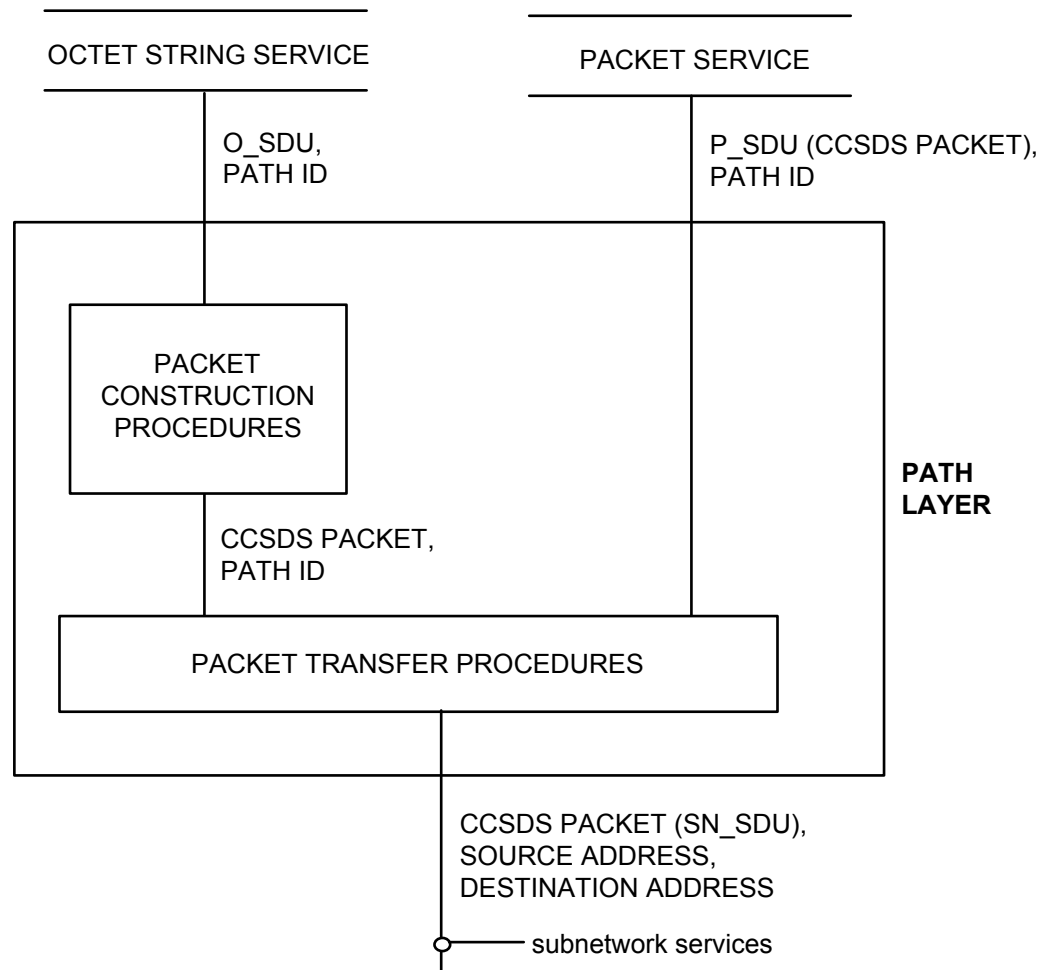 OCTET STRING SERVICE
PACKET SERVICE
O_SDU,
PATH ID
P_SDU (CCSDS PACKET),
PATH ID
PACKET
CONSTRUCTION
PROCEDURES
PATH
LAYER
CCSDS PACKET,
PATH ID
PACKET TRANSFER PROCEDURES
CCSDS PACKET (SN_SDU),
SOURCE ADDRESS,
DESTINATION ADDRESS
subnetwork services